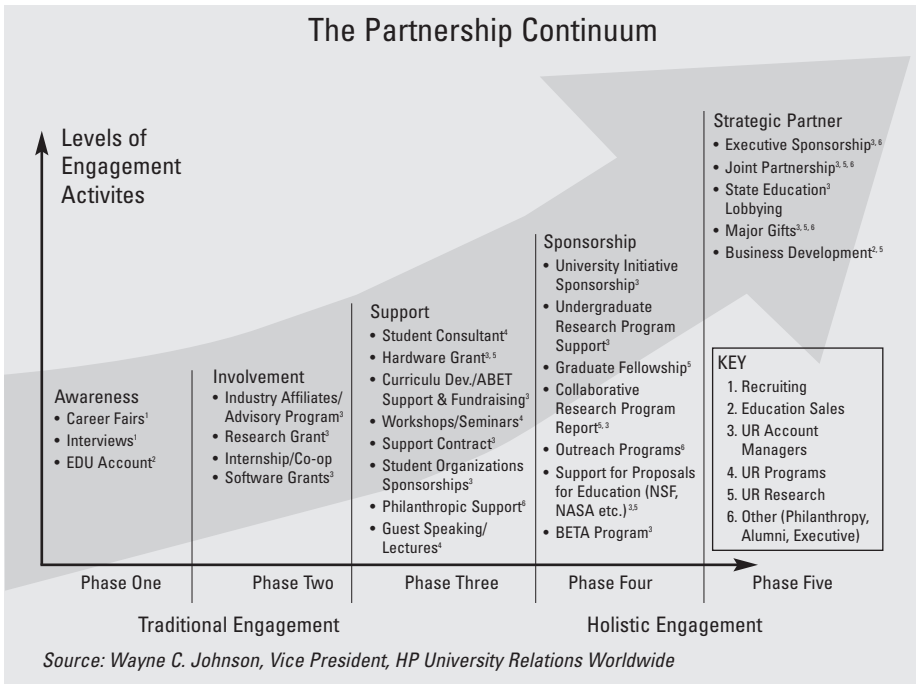 The Partnership Continuum
Levels of
Engagement
Activites
Awareness
• Career Fairs¹
• Interviews¹
• EDU Account²
Involvement
• Industry Affiliates/
Advisory Program³
• Research Grant³
• Internship/Co-op
• Software Grants³
Support
• Student Consultant⁴
• Hardware Grant³,⁵
• Curriculu Dev./ABET
Support & Fundraising³
• Workshops/Seminars⁴
• Support Contract³
• Student Organizations
Sponsorships³
• Philanthropic Support⁶
• Guest Speaking/
Lectures⁴
Sponsorship
• University Initiative
Sponsorship³
• Undergraduate
Research Program
Support³
• Graduate Fellowship⁵
• Collaborative
Research Program
Report⁵,³
• Outreach Programs⁶
• Support for Proposals
for Education (NSF,
NASA etc.)³,⁵
• BETA Program³
Strategic Partner
• Executive Sponsorship³,⁶
• Joint Partnership³,⁵,⁶
• State Education³
Lobbying
• Major Gifts³,⁵,⁶
• Business Development²,⁵
KEY
1. Recruiting
2. Education Sales
3. UR Account
Managers
4. UR Programs
5. UR Research
6. Other (Philanthropy,
Alumni, Executive)
Phase One
Phase Two
Phase Three
Phase Four
Phase Five
Traditional Engagement
Holistic Engagement
Source: Wayne C. Johnson, Vice President, HP University Relations Worldwide